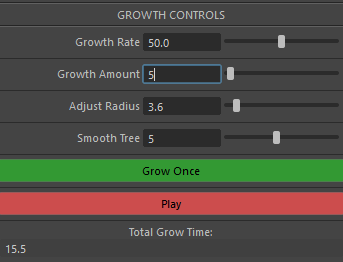 GROWTH CONTROLS
Growth Rate 50.0
Growth Amount 5
Adjust Radius 3.6
Smooth Tree 5
Grow Once
Play
Total Grow Time:
15.5